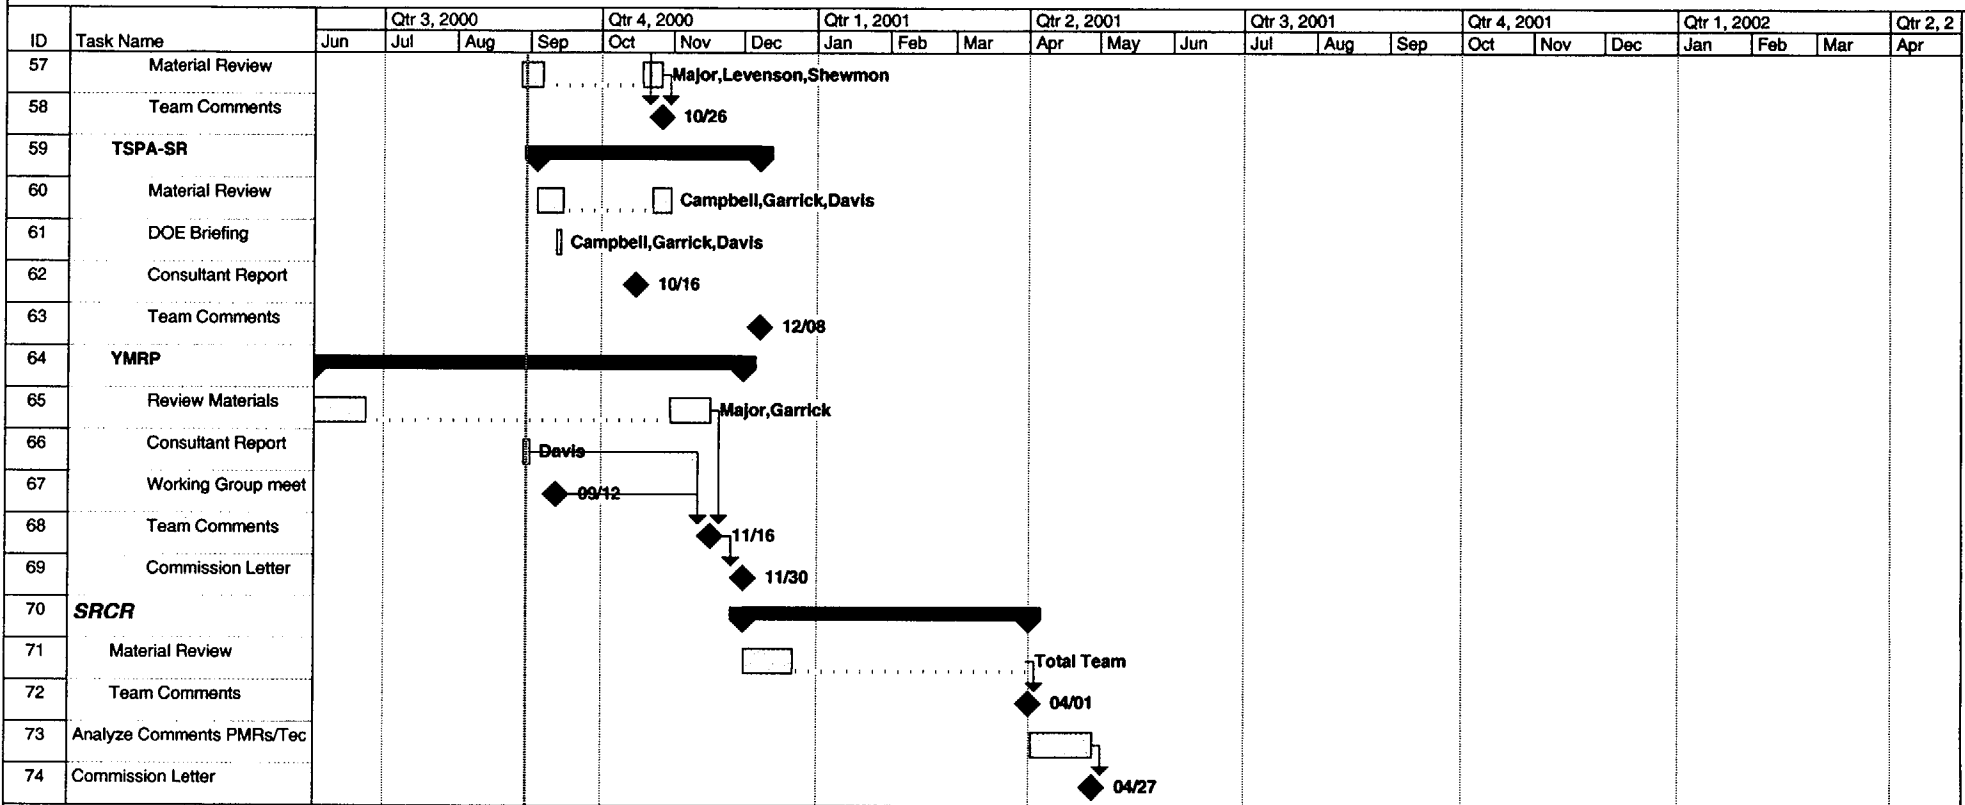 Qtr 3, 2000 Qtr 4, 2000 Qtr 1, 2001 Qtr 2, 2001 Qtr 3, 2001 Qtr 4, 2001 Qtr 1, 2002 Qtr 2, 2
ID Task Name Jun Jul Aug Sep Oct Nov Dec Jan Feb Mar Apr May Jun Jul Aug Sep Oct Nov Dec Jan Feb Mar Apr
57 Material Review Major,Levenson,Shewmon
58 Team Comments 10/26
59 TSPA-SR
60 Material Review Campbell,Garrick,Davis
61 DOE Briefing Campbell,Garrick,Davis
62 Consultant Report 10/16
63 Team Comments 12/08
64 YMRP
65 Review Materials Major,Garrick
66 Consultant Report Davis
67 Working Group meet 09/12
68 Team Comments 11/16
69 Commission Letter 11/30
70 SRCR
71 Material Review Total Team
72 Team Comments 04/01
73 Analyze Comments PMRs/Tec
74 Commission Letter 04/27